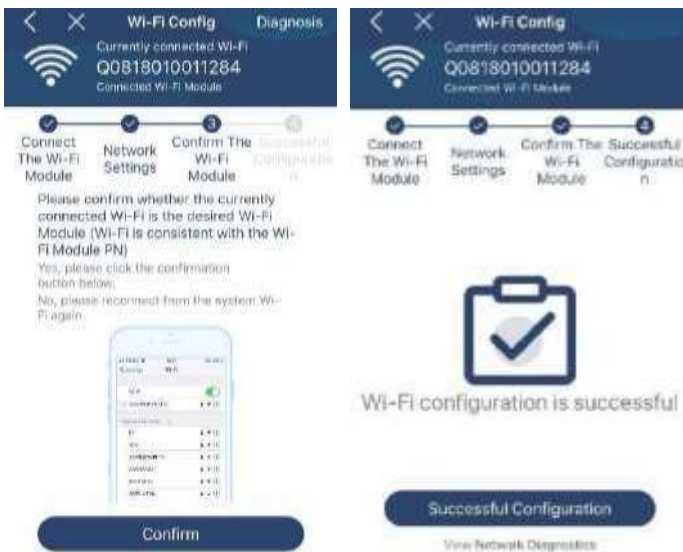 Wi-Fi Config Diagnosis
Currently connected Wi-Fi
Q0818010011284
Connected Wi-Fi Module
3
Connect The Wi-Fi Module
Network Settings
Confirm The Wi-Fi Module
Successful Configuration
Please confirm whether the currently
connected Wi-Fi is the desired Wi-Fi
Module (Wi-Fi is consistent with the Wi-
Fi Module PN)
Yes, please click the confirmation
button below;
No, please reconnect from the system Wi-
Fi again
Confirm
Wi-Fi Config
Currently connected Wi-Fi
Q0818010011284
Connected Wi-Fi Module
4
Connect The Wi-Fi Module
Network Settings
Confirm The Wi-Fi Module
Successful Configuration
Wi-Fi configuration is successful
Successful Configuration
View Network Diagnostics